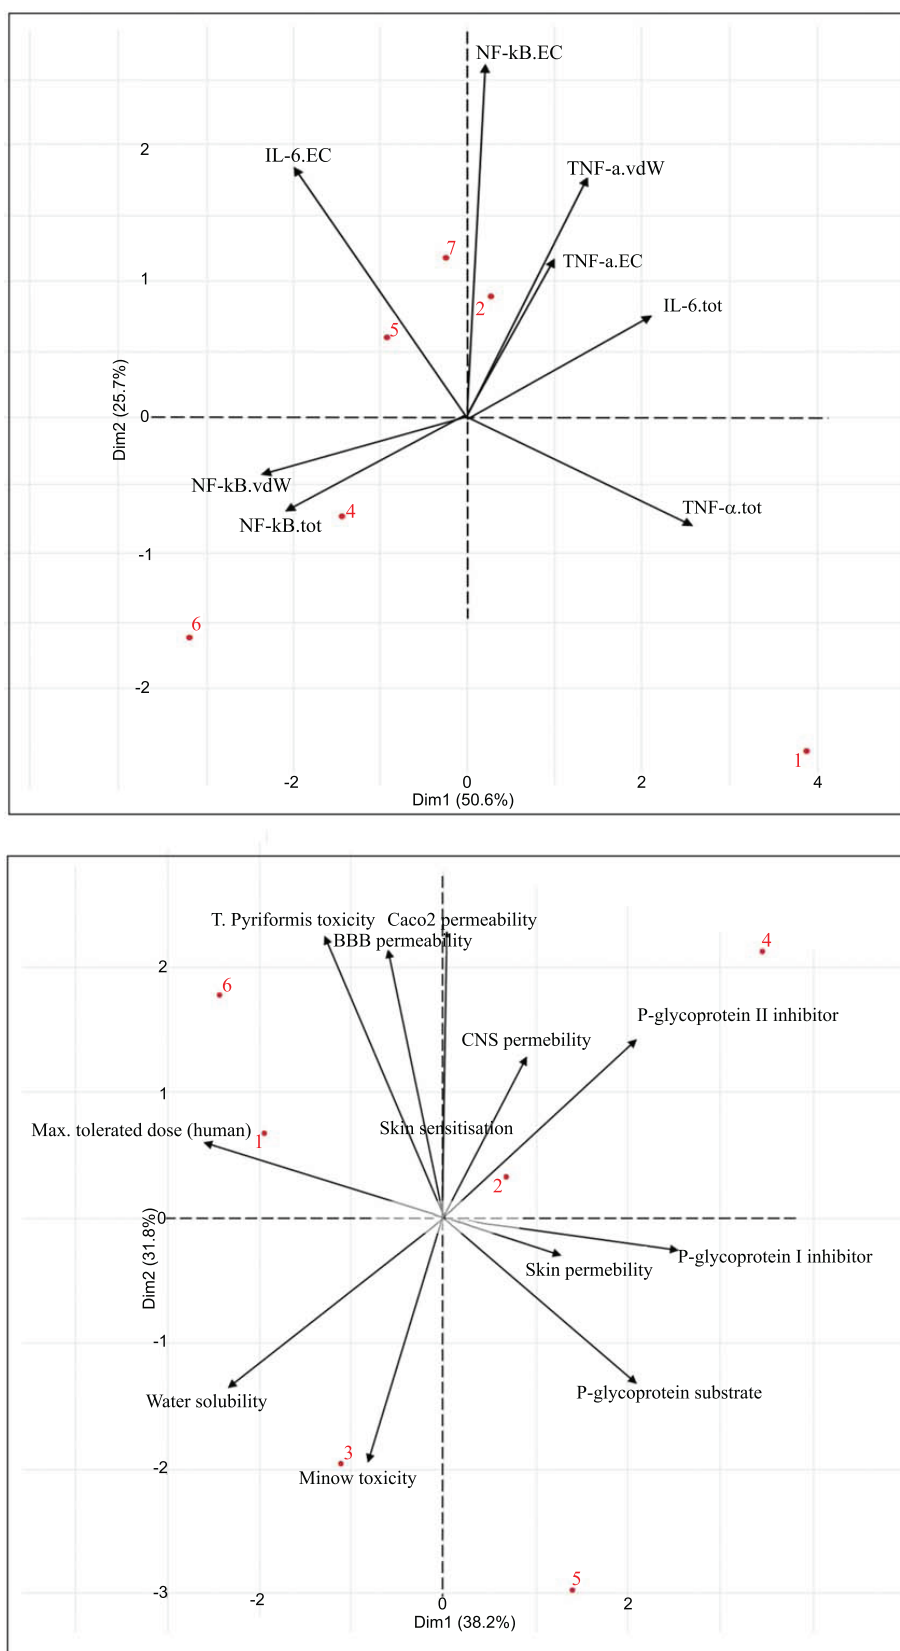 NF-kB.EC
2
IL-6.EC
TNF-a.vdW
7
TNF-a.EC
1
2
IL-6.tot
5
Dim2 (25.7%)
0
NF-kB.vdW
TNF-α.tot
4
NF-kB.tot
-1
6
-2
1
-2
0
2
4
Dim1 (50.6%)
T. Pyriformis toxicity
Caco2 permeability
BBB permeability
4
2
6
P-glycoprotein II inhibitor
CNS permebility
1
Max. tolerated dose (human)
1
Skin sensitisation
2
0
Dim2 (31.8%)
P-glycoprotein I inhibitor
Skin permebility
-1
P-glycoprotein substrate
Water solubility
3
-2
Minow toxicity
5
-3
-2
0
2
Dim1 (38.2%)